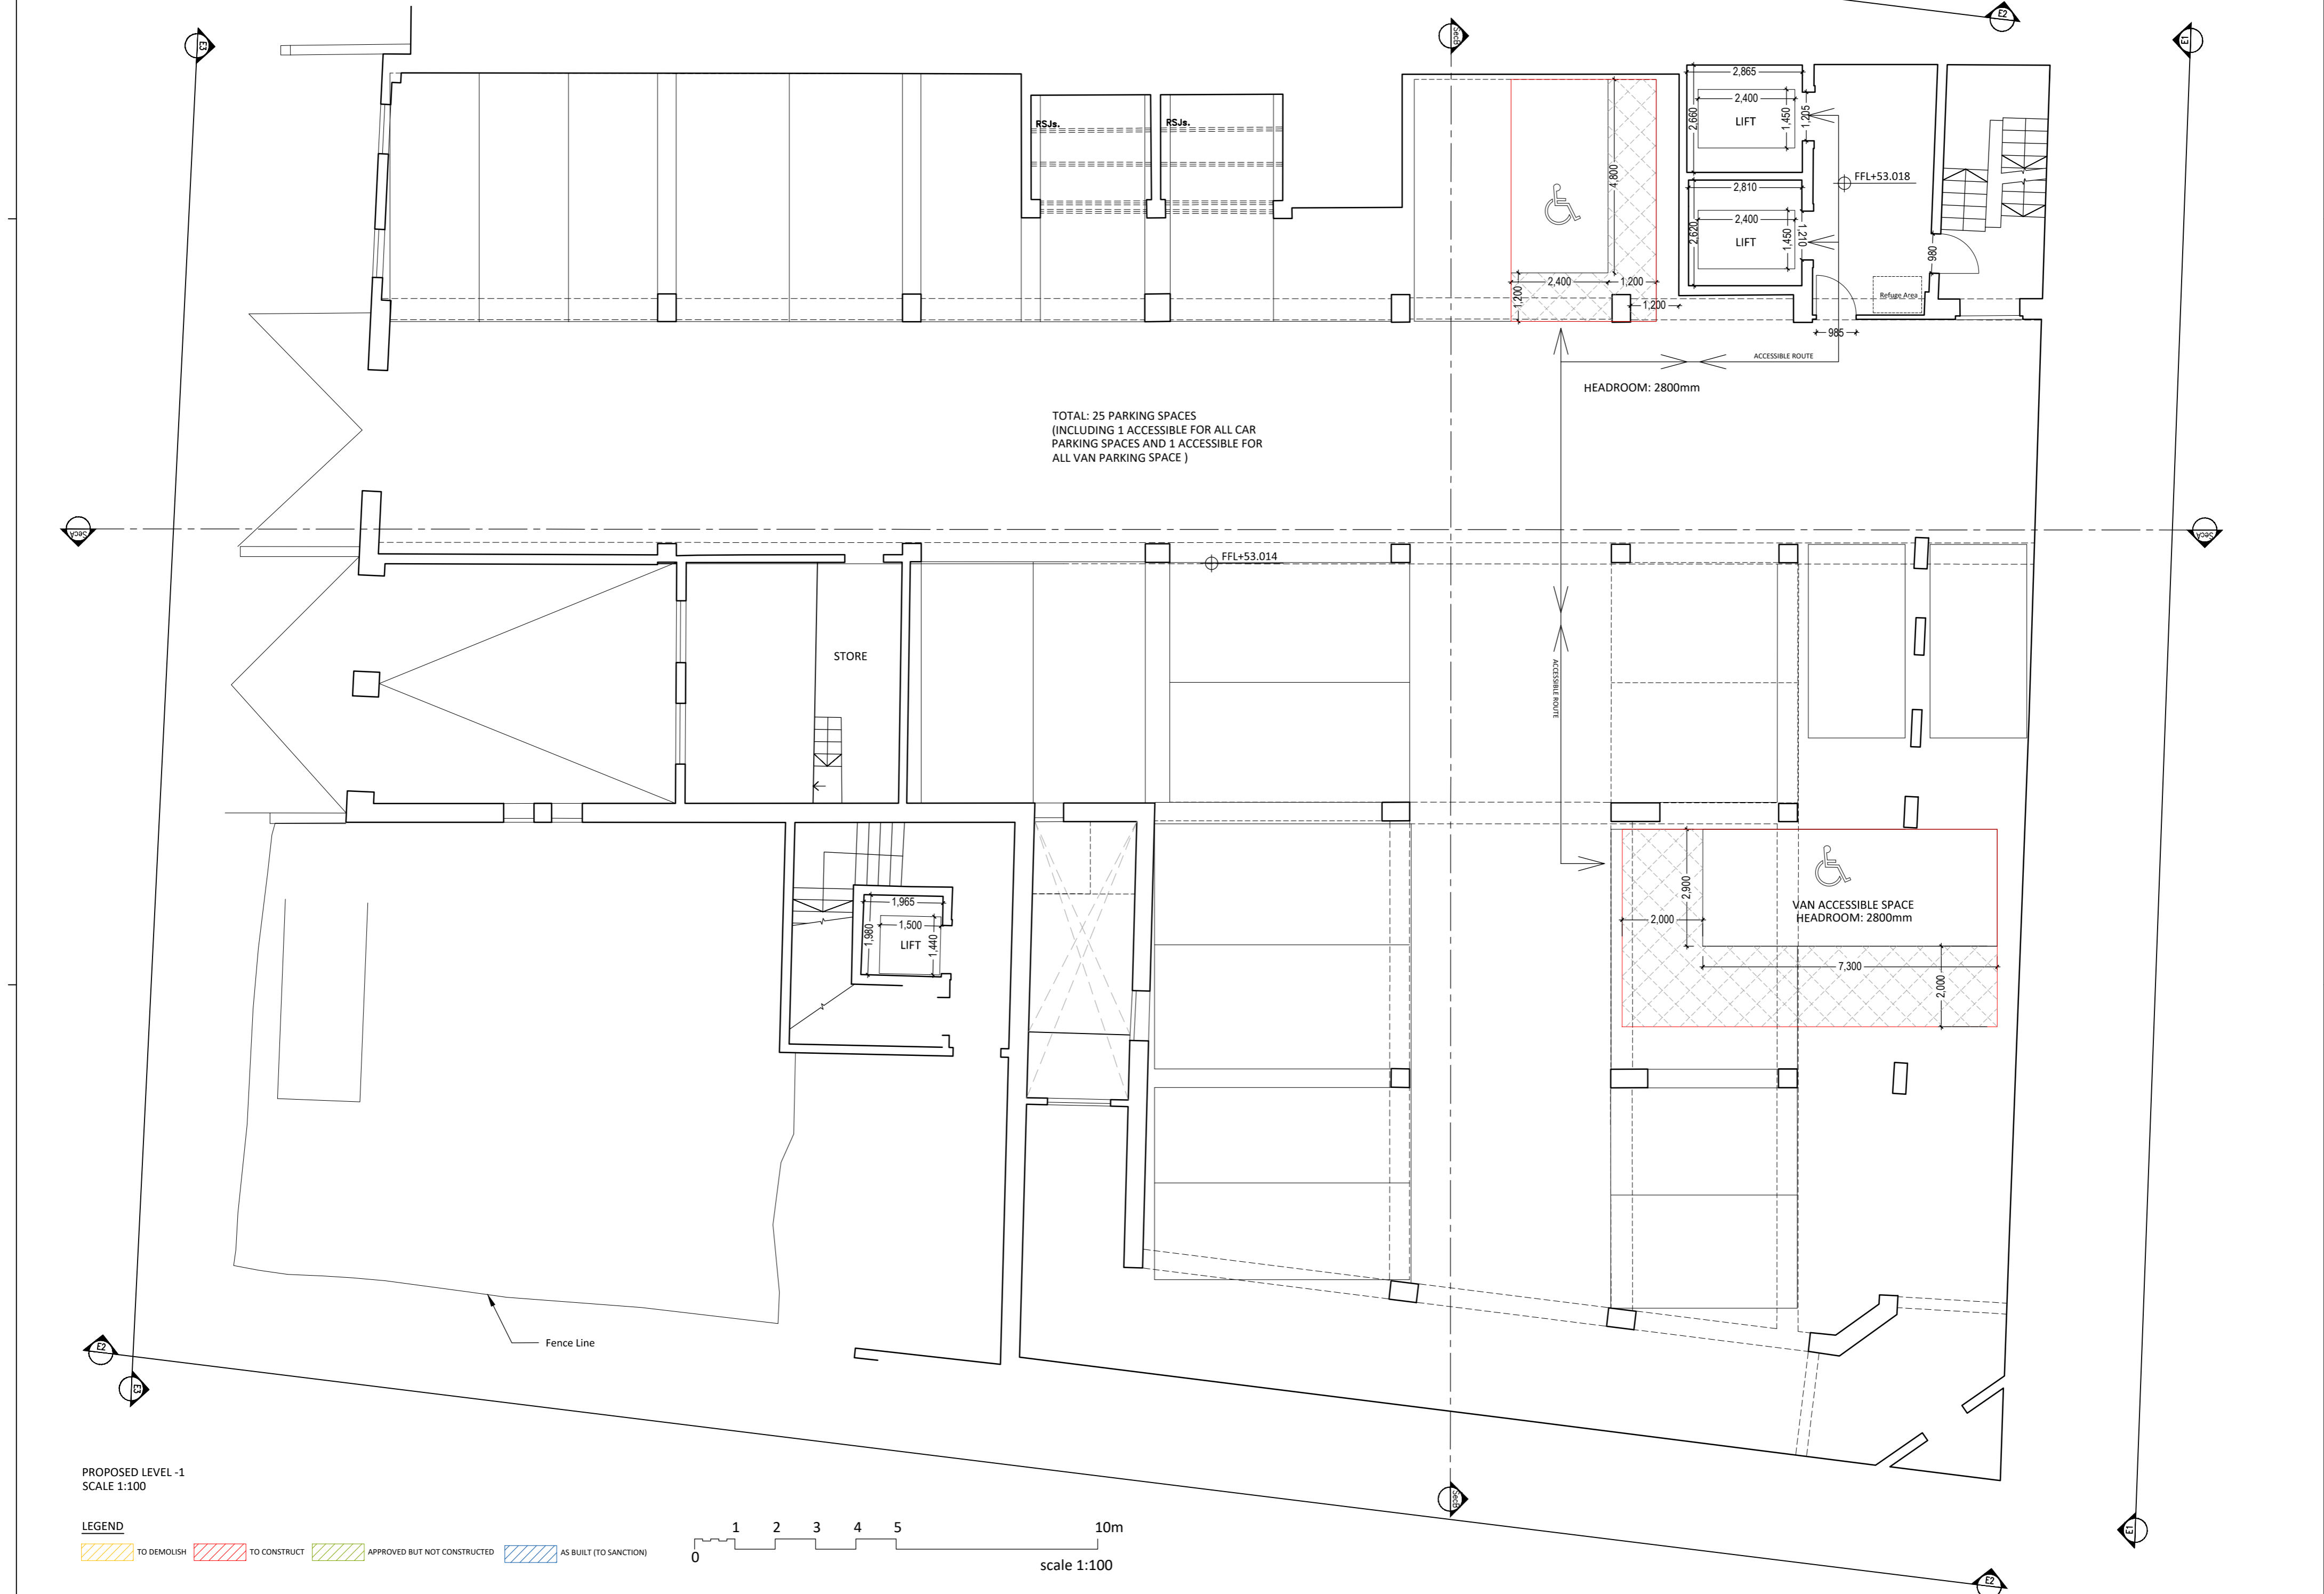 E2
E3
SecB
E1
2,865
2,400
2,660
LIFT
1,450
1,205
RSJs.
RSJs.
4,800
FFL+53.018
2,810
2,400
2,620
LIFT
1,450
1,210
980
2,400
1,200
1,200
1,200
Refuge Area
985
ACCESSIBLE ROUTE
HEADROOM: 2800mm
TOTAL: 25 PARKING SPACES
(INCLUDING 1 ACCESSIBLE FOR ALL CAR
PARKING SPACES AND 1 ACCESSIBLE FOR
ALL VAN PARKING SPACE )
SecA
SecA
FFL+53.014
STORE
ACCESSIBLE ROUTE
2,900
1,965
1,980
1,500
LIFT
1,440
2,000
VAN ACCESSIBLE SPACE
HEADROOM: 2800mm
7,300
2,000
Fence Line
E2
E3
PROPOSED LEVEL -1
SCALE 1:100
SecB
LEGEND
TO DEMOLISH
TO CONSTRUCT
APPROVED BUT NOT CONSTRUCTED
AS BUILT (TO SANCTION)
0
1 2 3 4 5 10m
scale 1:100
E1
E2